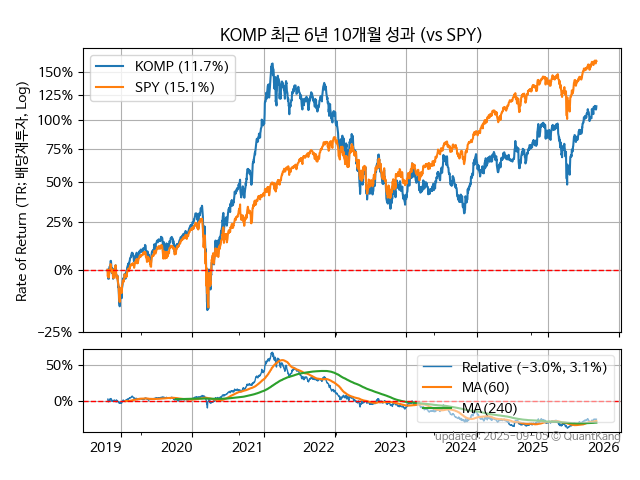 KOMP 최근 6년 10개월 성과 (vs SPY)
Rate of Return (TR: 배당재투자, Log)
150%
125%
100%
75%
50%
25%
0%
−25%
KOMP (11.7%)
SPY (15.1%)
50%
0%
Relative (−3.0%, 3.1%)
MA(60)
MA(240)
updated: 2025-09-05 © QuantKang
2019
2020
2021
2022
2023
2024
2025
2026